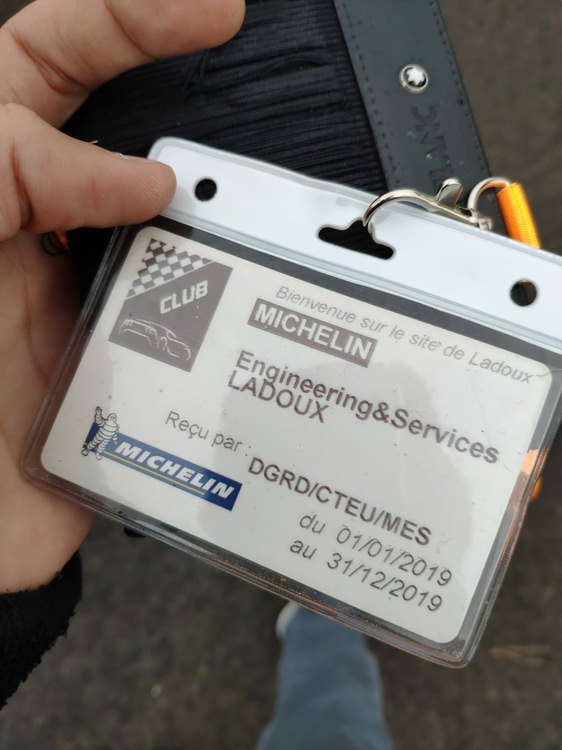 CLUB
Bienvenue sur le site de Ladoux
MICHELIN
Engineering&Services
LADOUX
Reçu par :
MICHELIN
DGRD/CTEU/MES
du 01/01/2019
au 31/12/2019